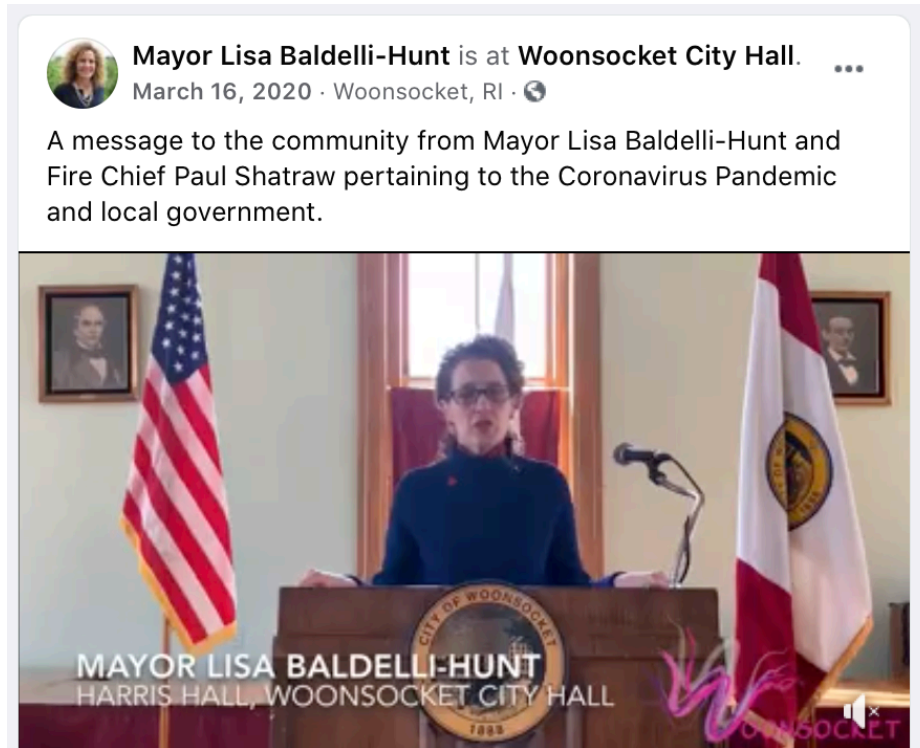 Mayor Lisa Baldelli-Hunt is at Woonsocket City Hall.
March 16, 2020 · Woonsocket, RI ·
A message to the community from Mayor Lisa Baldelli-Hunt and
Fire Chief Paul Shatraw pertaining to the Coronavirus Pandemic
and local government.
CITY OF WOONSOCKET
1888
MAYOR LISA BALDELLI-HUNT
HARRIS HALL, WOONSOCKET CITY HALL
WOONSOCKET